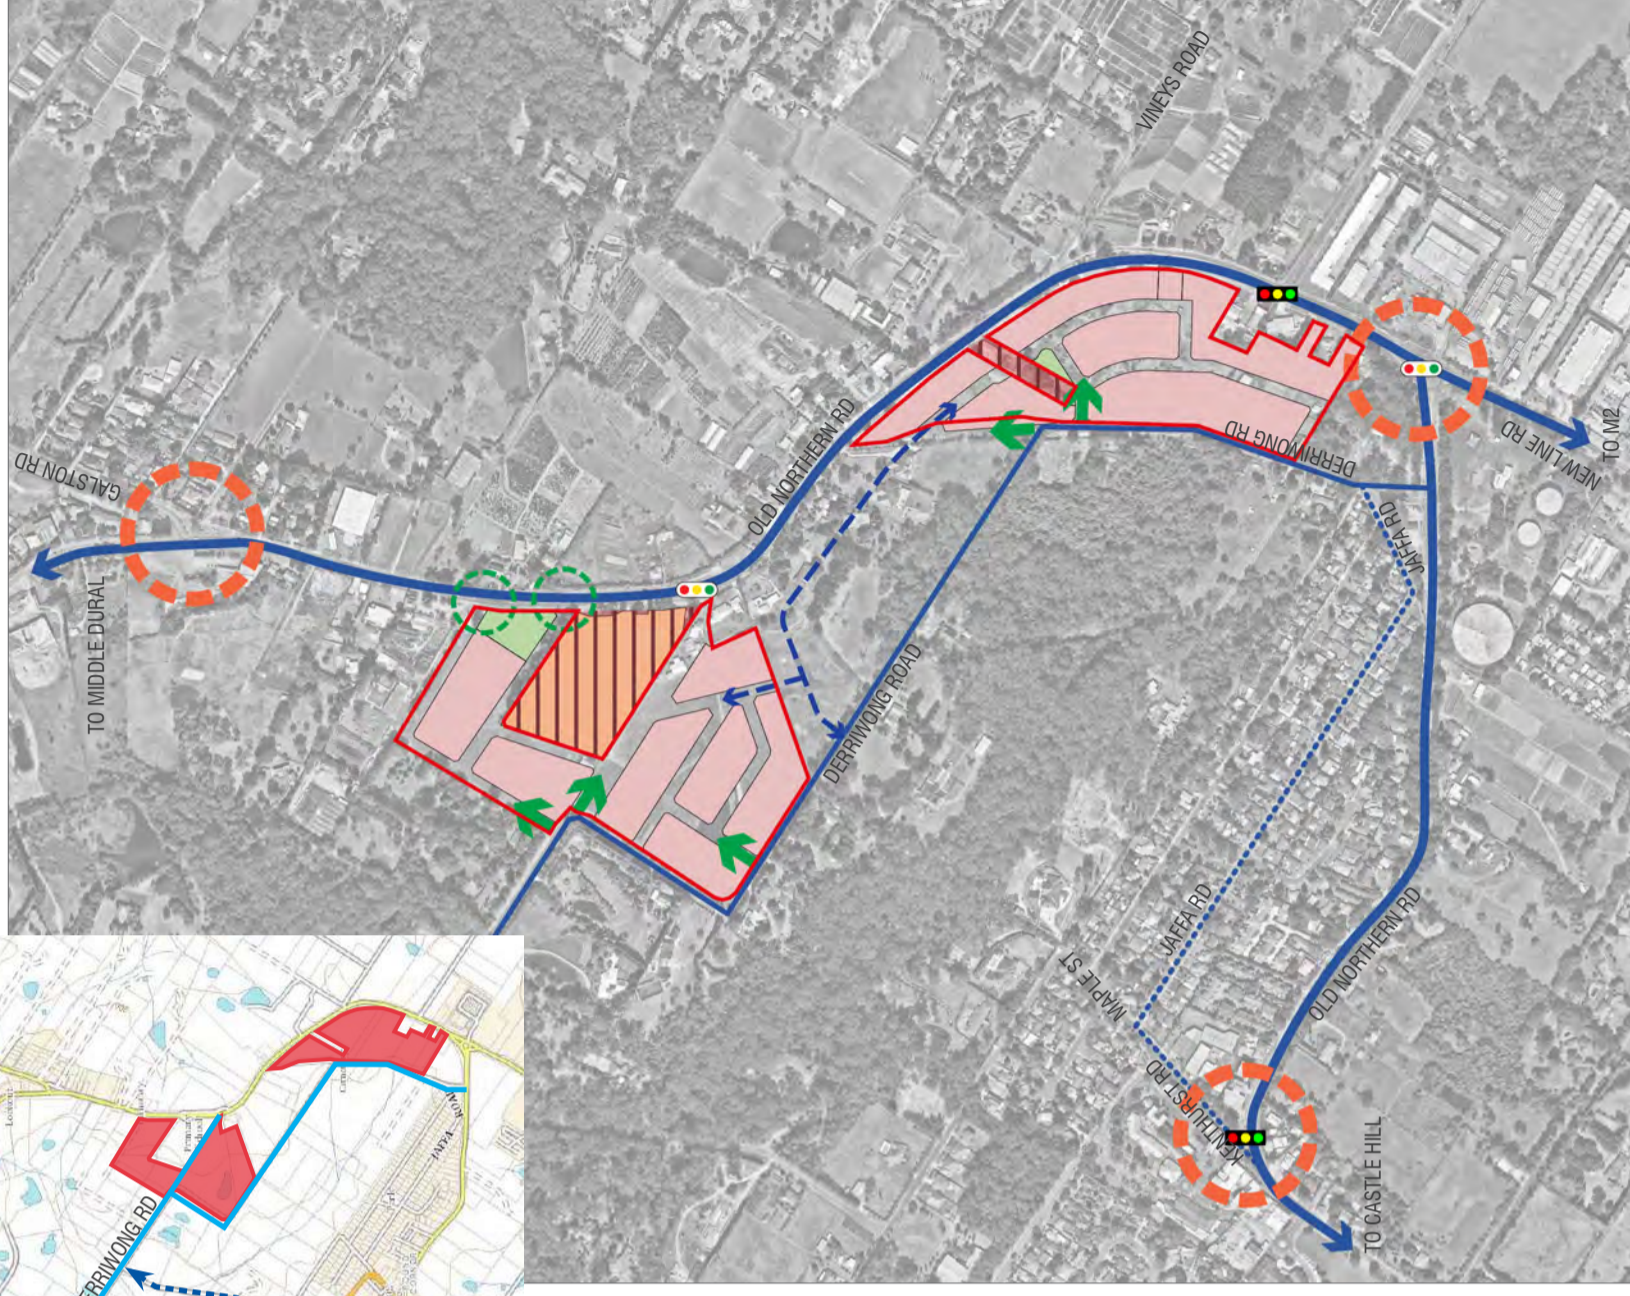 VINEYS ROAD
OLD NORTHERN RD
GALSTON RD
TO MIDDLE DURAL
DERRIWONG RD
NEW LINE RD
TO M2
JAFFA RD
DERRIWONG ROAD
JAFFA RD
MAPLE ST
OLD NORTHERN RD
KENTHURST RD
TO CASTLE HILL
ERRIWONG RD